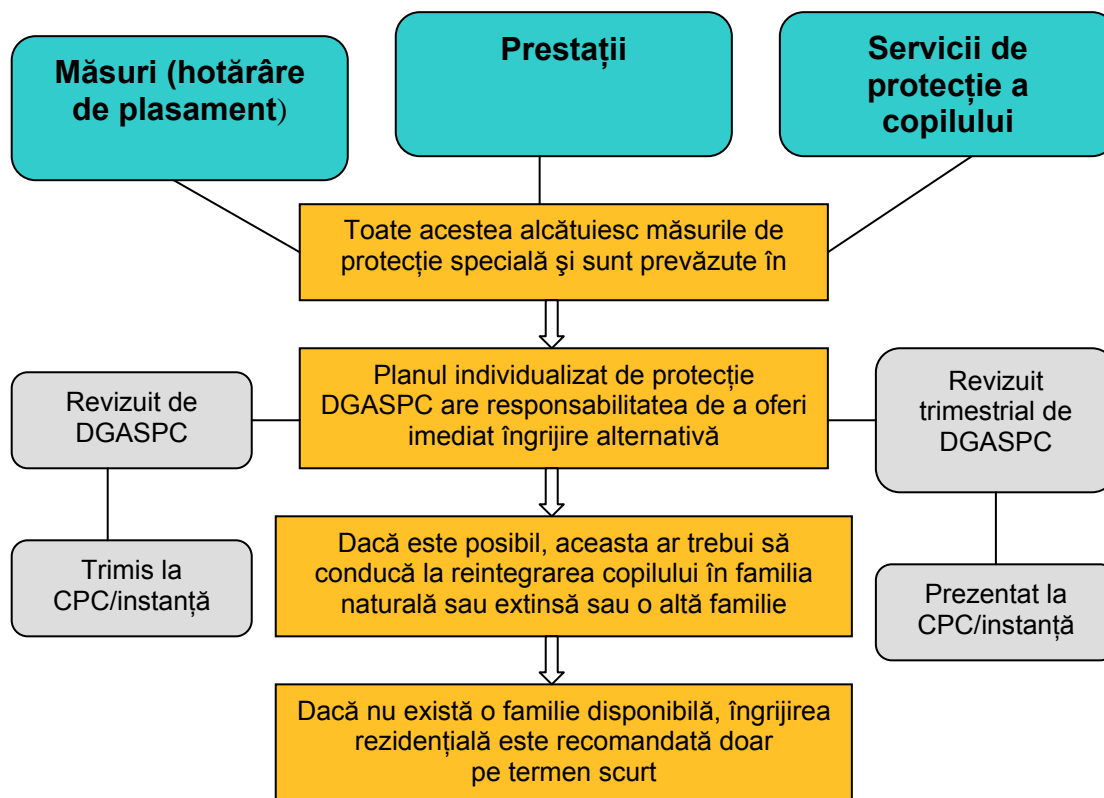 Măsuri (hotărâre
de plasament)
Prestații
Servicii de
protecție a
copilului
Toate acestea alcătuiesc măsurile de
protecție specială şi sunt prevăzute în
Planul individualizat de protecție
DGASPC are responsabilitatea de a oferi
imediat îngrijire alternativă
Revizuit de
DGASPC
Revizuit
trimestrial de
DGASPC
Trimis la
CPC/instanță
Dacă este posibil, aceasta ar trebui să
conducă la reintegrarea copilului în familia
naturală sau extinsă sau o altă familie
Prezentat la
CPC/instanță
Dacă nu există o familie disponibilă, îngrijirea
rezidențială este recomandată doar
pe termen scurt